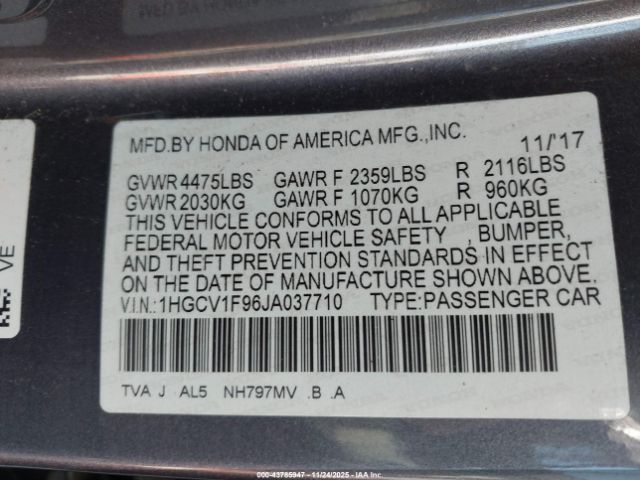 MFD.BY HONDA OF AMERICA MFG.,INC. 11/'17
GVWR 4475LBS GAWR F 2359LBS R 2116LBS
GVWR 2030KG GAWR F 1070KG R 960KG
THIS VEHICLE CONFORMS TO ALL APPLICABLE
FEDERAL MOTOR VEHICLE SAFETY , BUMPER,
AND THEFT PREVENTION STANDARDS IN EFFECT
ON THE DATE OF MANUFACTURE SHOWN ABOVE.
V.I.N.:1HGCV1F96JA037710 TYPE:PASSENGER CAR
TVA J AL5 NH797MV .B .A
VE
000-43785947 - 11/24/2025 - IAA Inc.